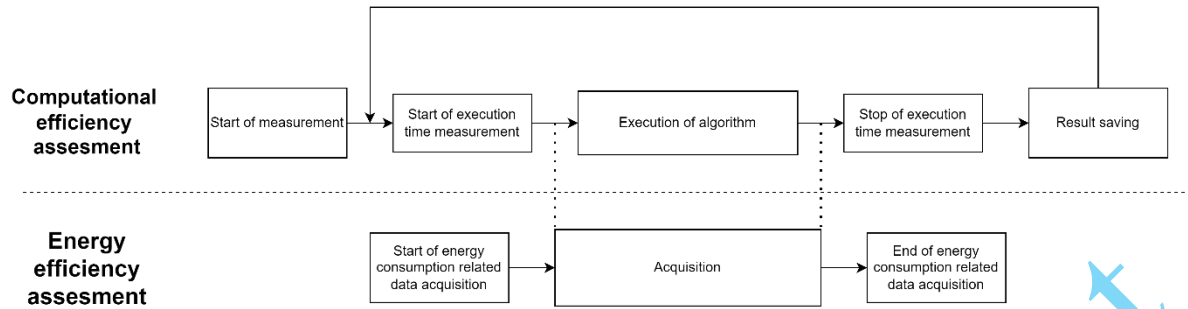 Computational
efficiency
assesment
Start of measurement
Start of execution
time measurement
Execution of algorithm
Stop of execution
time measurement
Result saving
Energy
efficiency
assesment
Start of energy
consumption related
data acquisition
Acquisition
End of energy
consumption related
data acquisition